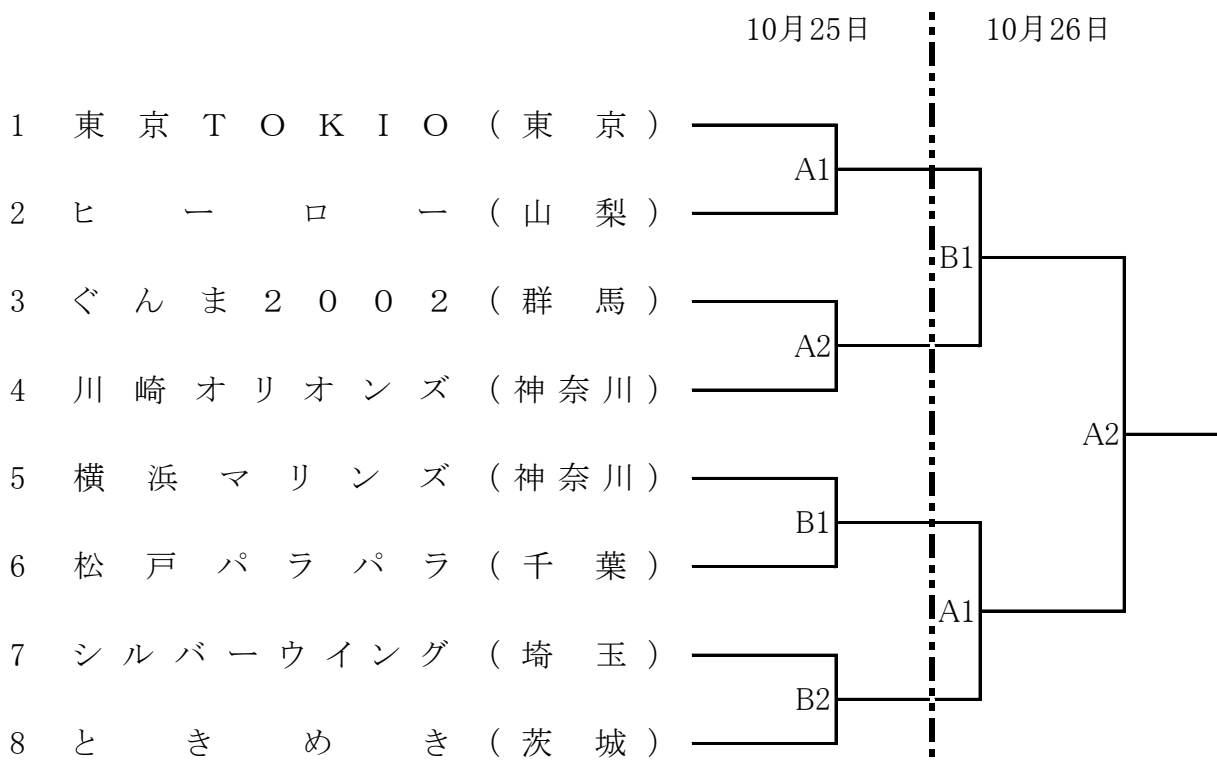 10月25日 10月26日
1 東京TOKIO(東京)
A1
2 ヒーロー(山梨)
B1
3 ぐんま2002(群馬)
A2
4 川崎オリオンズ(神奈川)
A2
5 横浜マリンズ(神奈川)
B1
6 松戸パラパラ(千葉)
A1
7 シルバーウイング(埼玉)
B2
8 ときめき(茨城)